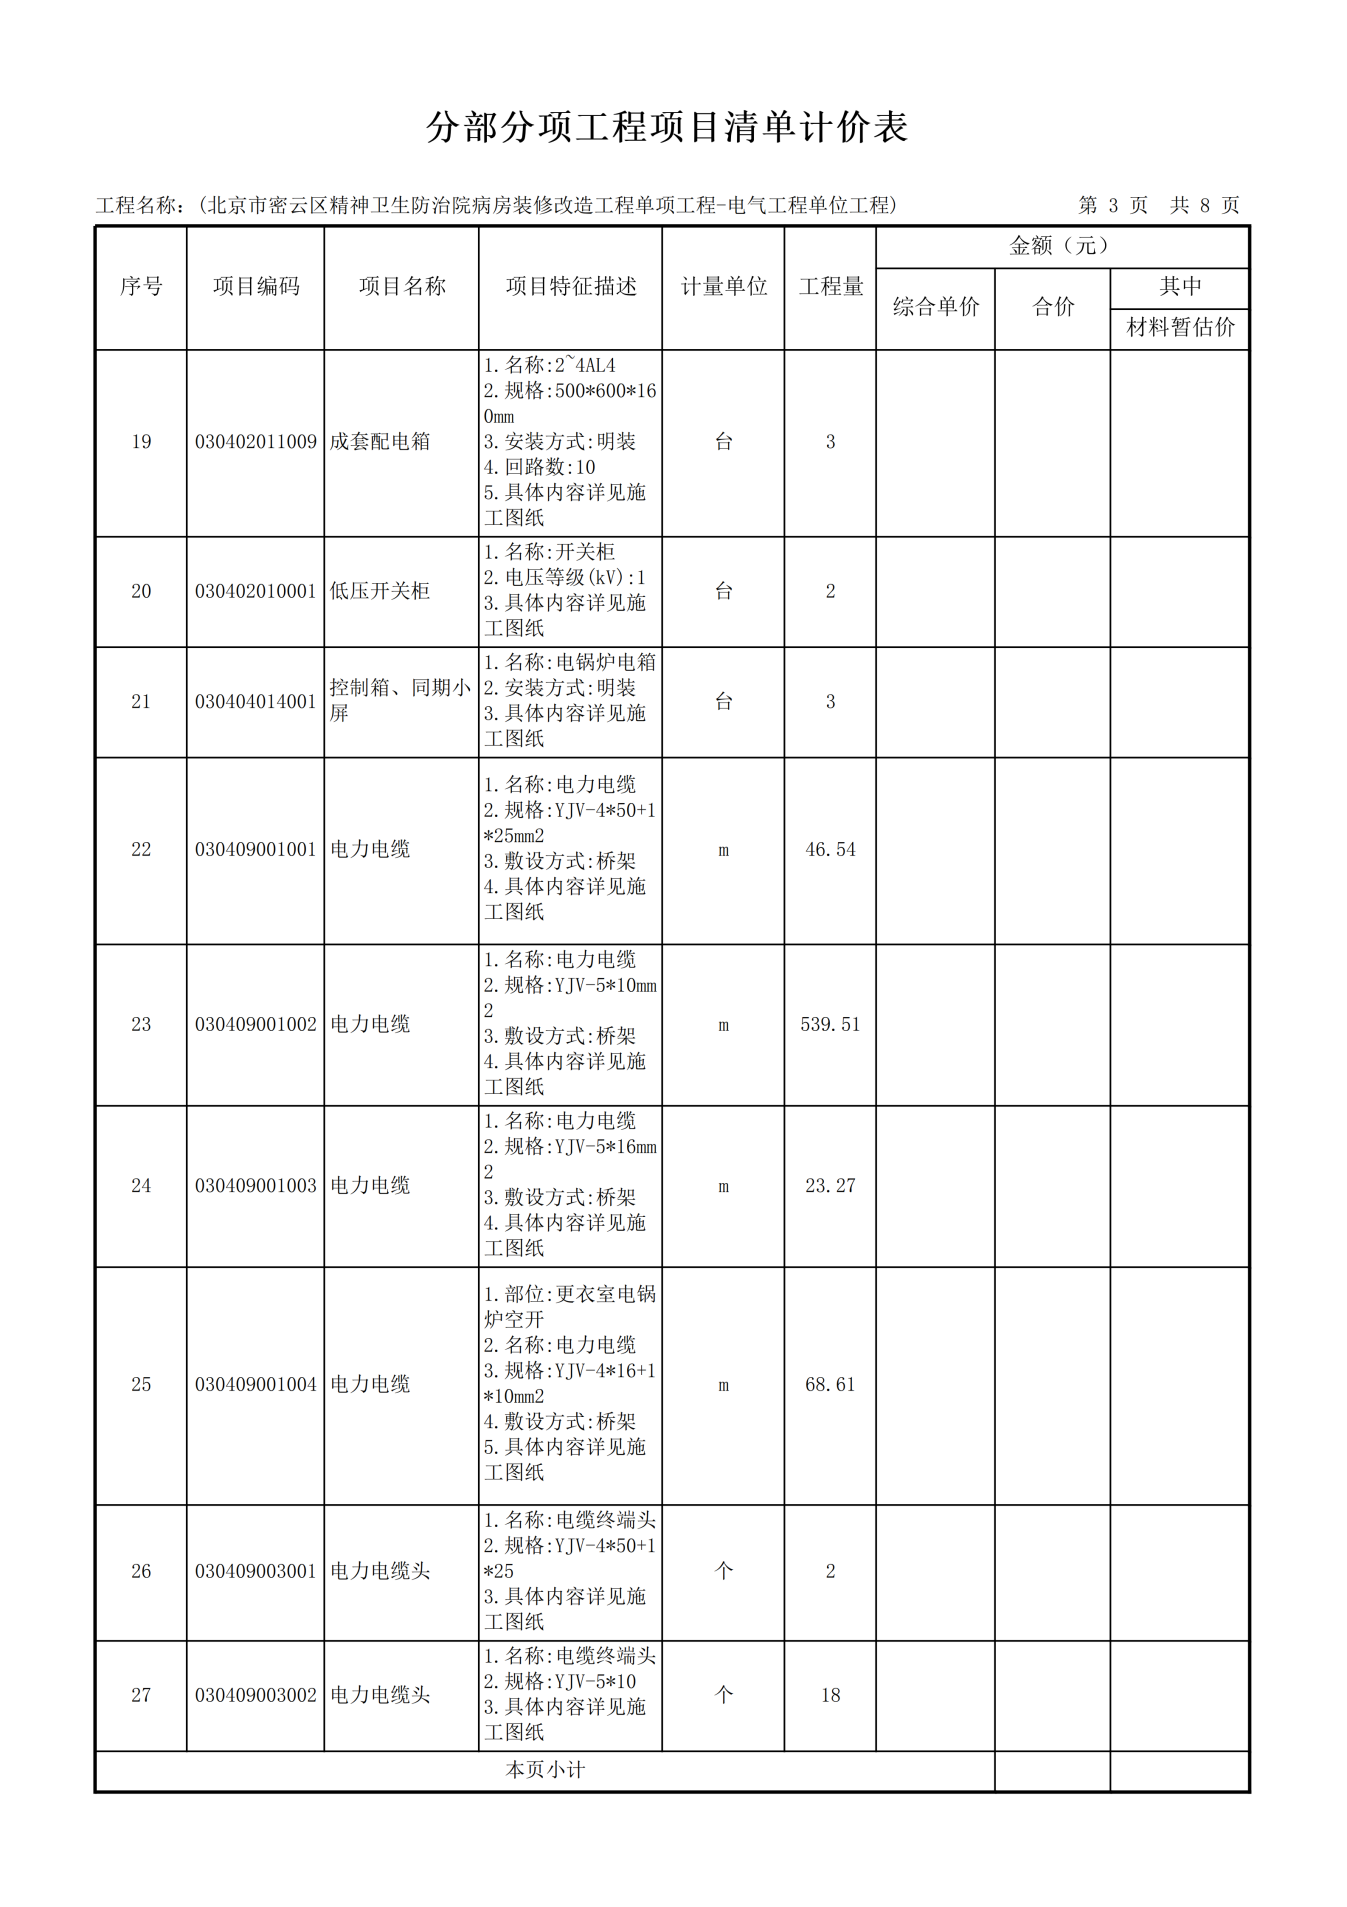 分部分项工程项目清单计价表
工程名称：(北京市密云区精神卫生防治院病房装修改造工程单项工程-电气工程单位工程) 第 3 页 共 8 页
序号 项目编码 项目名称 项目特征描述 计量单位 工程量 金额（元）
综合单价 合价 其中
材料暂估价
19 030402011009 成套配电箱 台 3
1.名称:2~4AL4
2.规格:500*600*16
0mm
3.安装方式:明装
4.回路数:10
5.具体内容详见施
工图纸
20 030402010001 低压开关柜 台 2
1.名称:开关柜
2.电压等级(kV):1
3.具体内容详见施
工图纸
21 030404014001 控制箱、同期小
屏 台 3
1.名称:电锅炉电箱
2.安装方式:明装
3.具体内容详见施
工图纸
22 030409001001 电力电缆 m 46.54
1.名称:电力电缆
2.规格:YJV-4*50+1
*25mm2
3.敷设方式:桥架
4.具体内容详见施
工图纸
23 030409001002 电力电缆 m 539.51
1.名称:电力电缆
2.规格:YJV-5*10mm
2
3.敷设方式:桥架
4.具体内容详见施
工图纸
24 030409001003 电力电缆 m 23.27
1.名称:电力电缆
2.规格:YJV-5*16mm
2
3.敷设方式:桥架
4.具体内容详见施
工图纸
25 030409001004 电力电缆 m 68.61
1.部位:更衣室电锅
炉空开
2.名称:电力电缆
3.规格:YJV-4*16+1
*10mm2
4.敷设方式:桥架
5.具体内容详见施
工图纸
26 030409003001 电力电缆头 个 2
1.名称:电缆终端头
2.规格:YJV-4*50+1
*25
3.具体内容详见施
工图纸
27 030409003002 电力电缆头 个 18
1.名称:电缆终端头
2.规格:YJV-5*10
3.具体内容详见施
工图纸
本页小计